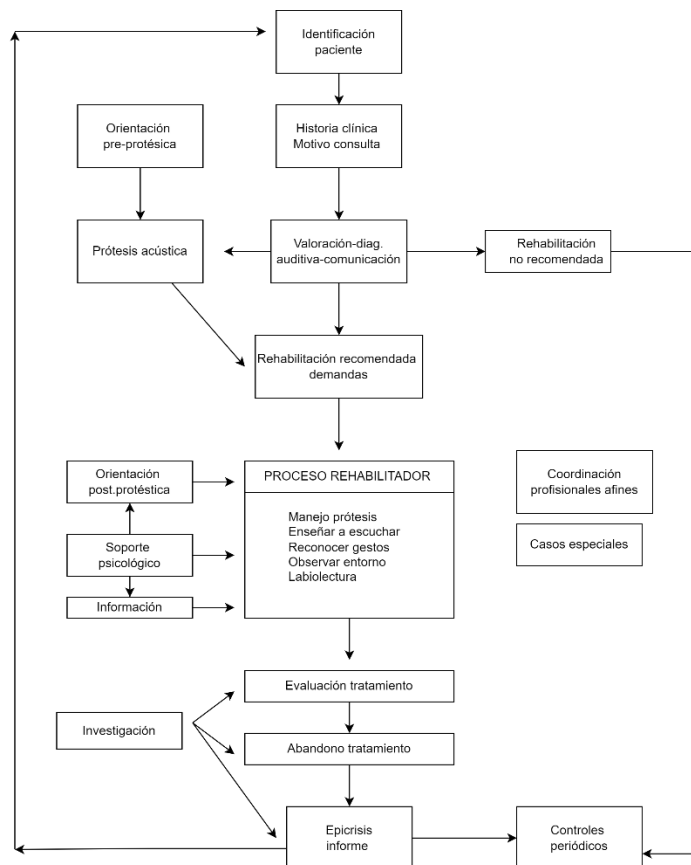 Identificación
paciente
Orientación
pre-protésica
Historia clínica
Motivo consulta
Prótesis acústica
Valoración-diag.
auditiva-comunicación
Rehabilitación
no recomendada
Rehabilitación recomendada
demandas
Orientación
post.protéstica
Soporte
psicológico
Información
PROCESO REHABILITADOR
Manejo prótesis
Enseñar a escuchar
Reconocer gestos
Observar entorno
Labiolectura
Coordinación
profisionales afines
Casos especiales
Evaluación tratamiento
Investigación
Abandono tratamiento
Epicrisis
informe
Controles
periódicos